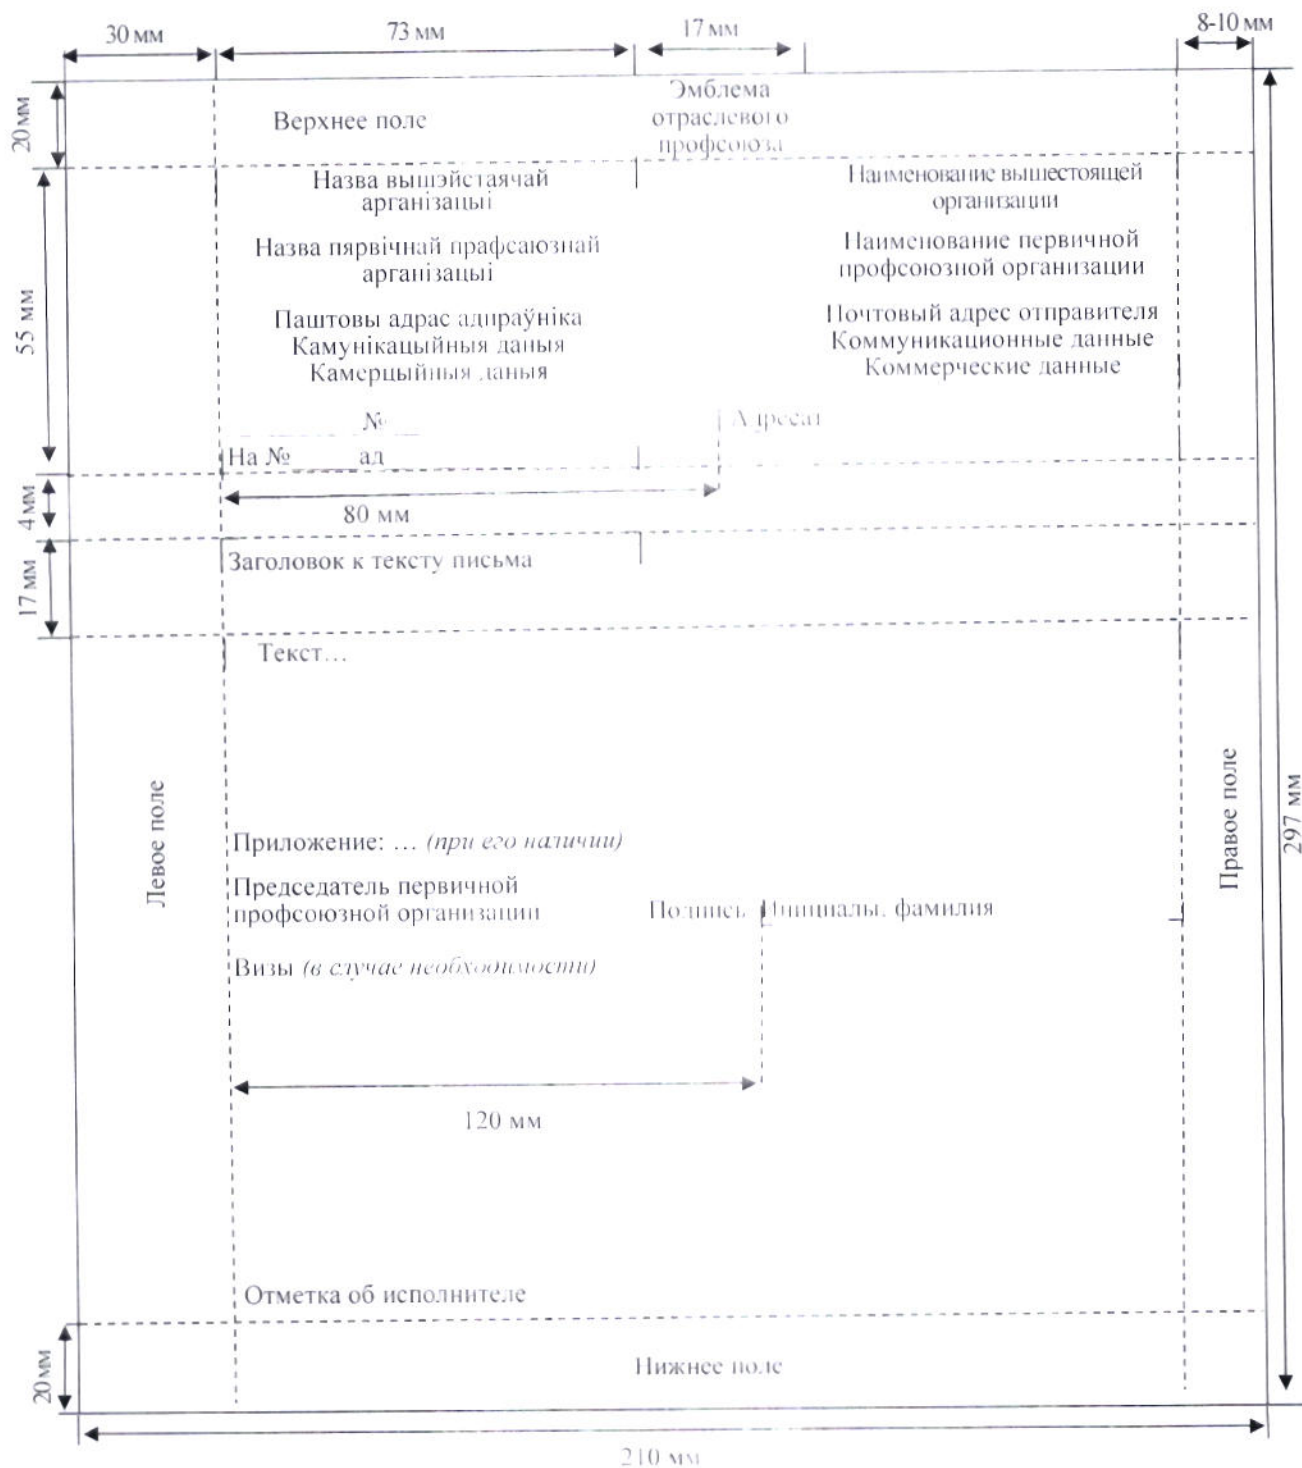 30 мм
73 мм
17 мм
8-10 мм
20 мм
Верхнее поле
Эмблема
отраслевого
профсоюза
55 мм
Назва вышэйстаячай
арганізацыі
Наименование вышестоящей
организации
Назва пярвічнай прафсаюзнай
арганізацыі
Наименование первичной
профсоюзной организации
Паштовы адрас адпраўніка
Камунікацыйныя даныя
Камерцыйныя даныя
Почтовый адрес отправителя
Коммуникационные данные
Коммерческие данные
№
Адресат
На № ад
4 мм
80 мм
17 мм
Заголовок к тексту письма
Текст...
Левое поле
Правое поле
297 мм
Приложение: ... (при его наличии)
Председатель первичной
профсоюзной организации
Подпись Инициалы, фамилия
Визы (в случае необходимости)
120 мм
Отметка об исполнителе
20 мм
Нижнее поле
210 мм